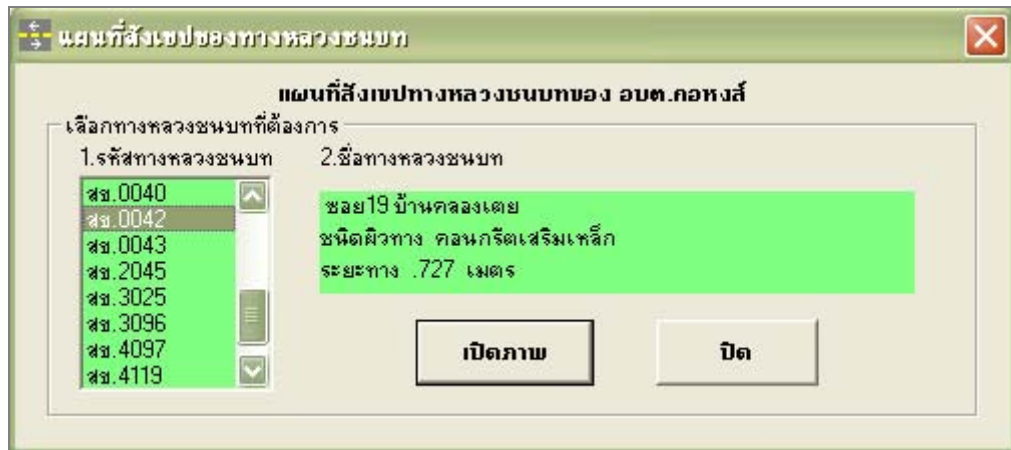 แผนที่สังเขปของทางหลวงชนบท
แผนที่สังเขปทางหลวงชนบทของ อบต.คอหงส์
เลือกทางหลวงชนบทที่ต้องการ
1.รหัสทางหลวงชนบท
สข.0040
สข.0042
สข.0043
สข.2045
สข.3025
สข.3096
สข.4097
สข.4119
2.ชื่อทางหลวงชนบท
ซอย19 บ้านคลองเตย
ชนิดผิวทาง คอนกรีตเสริมเหล็ก
ระยะทาง .727 เมตร
เปิดภาพ
ปิด